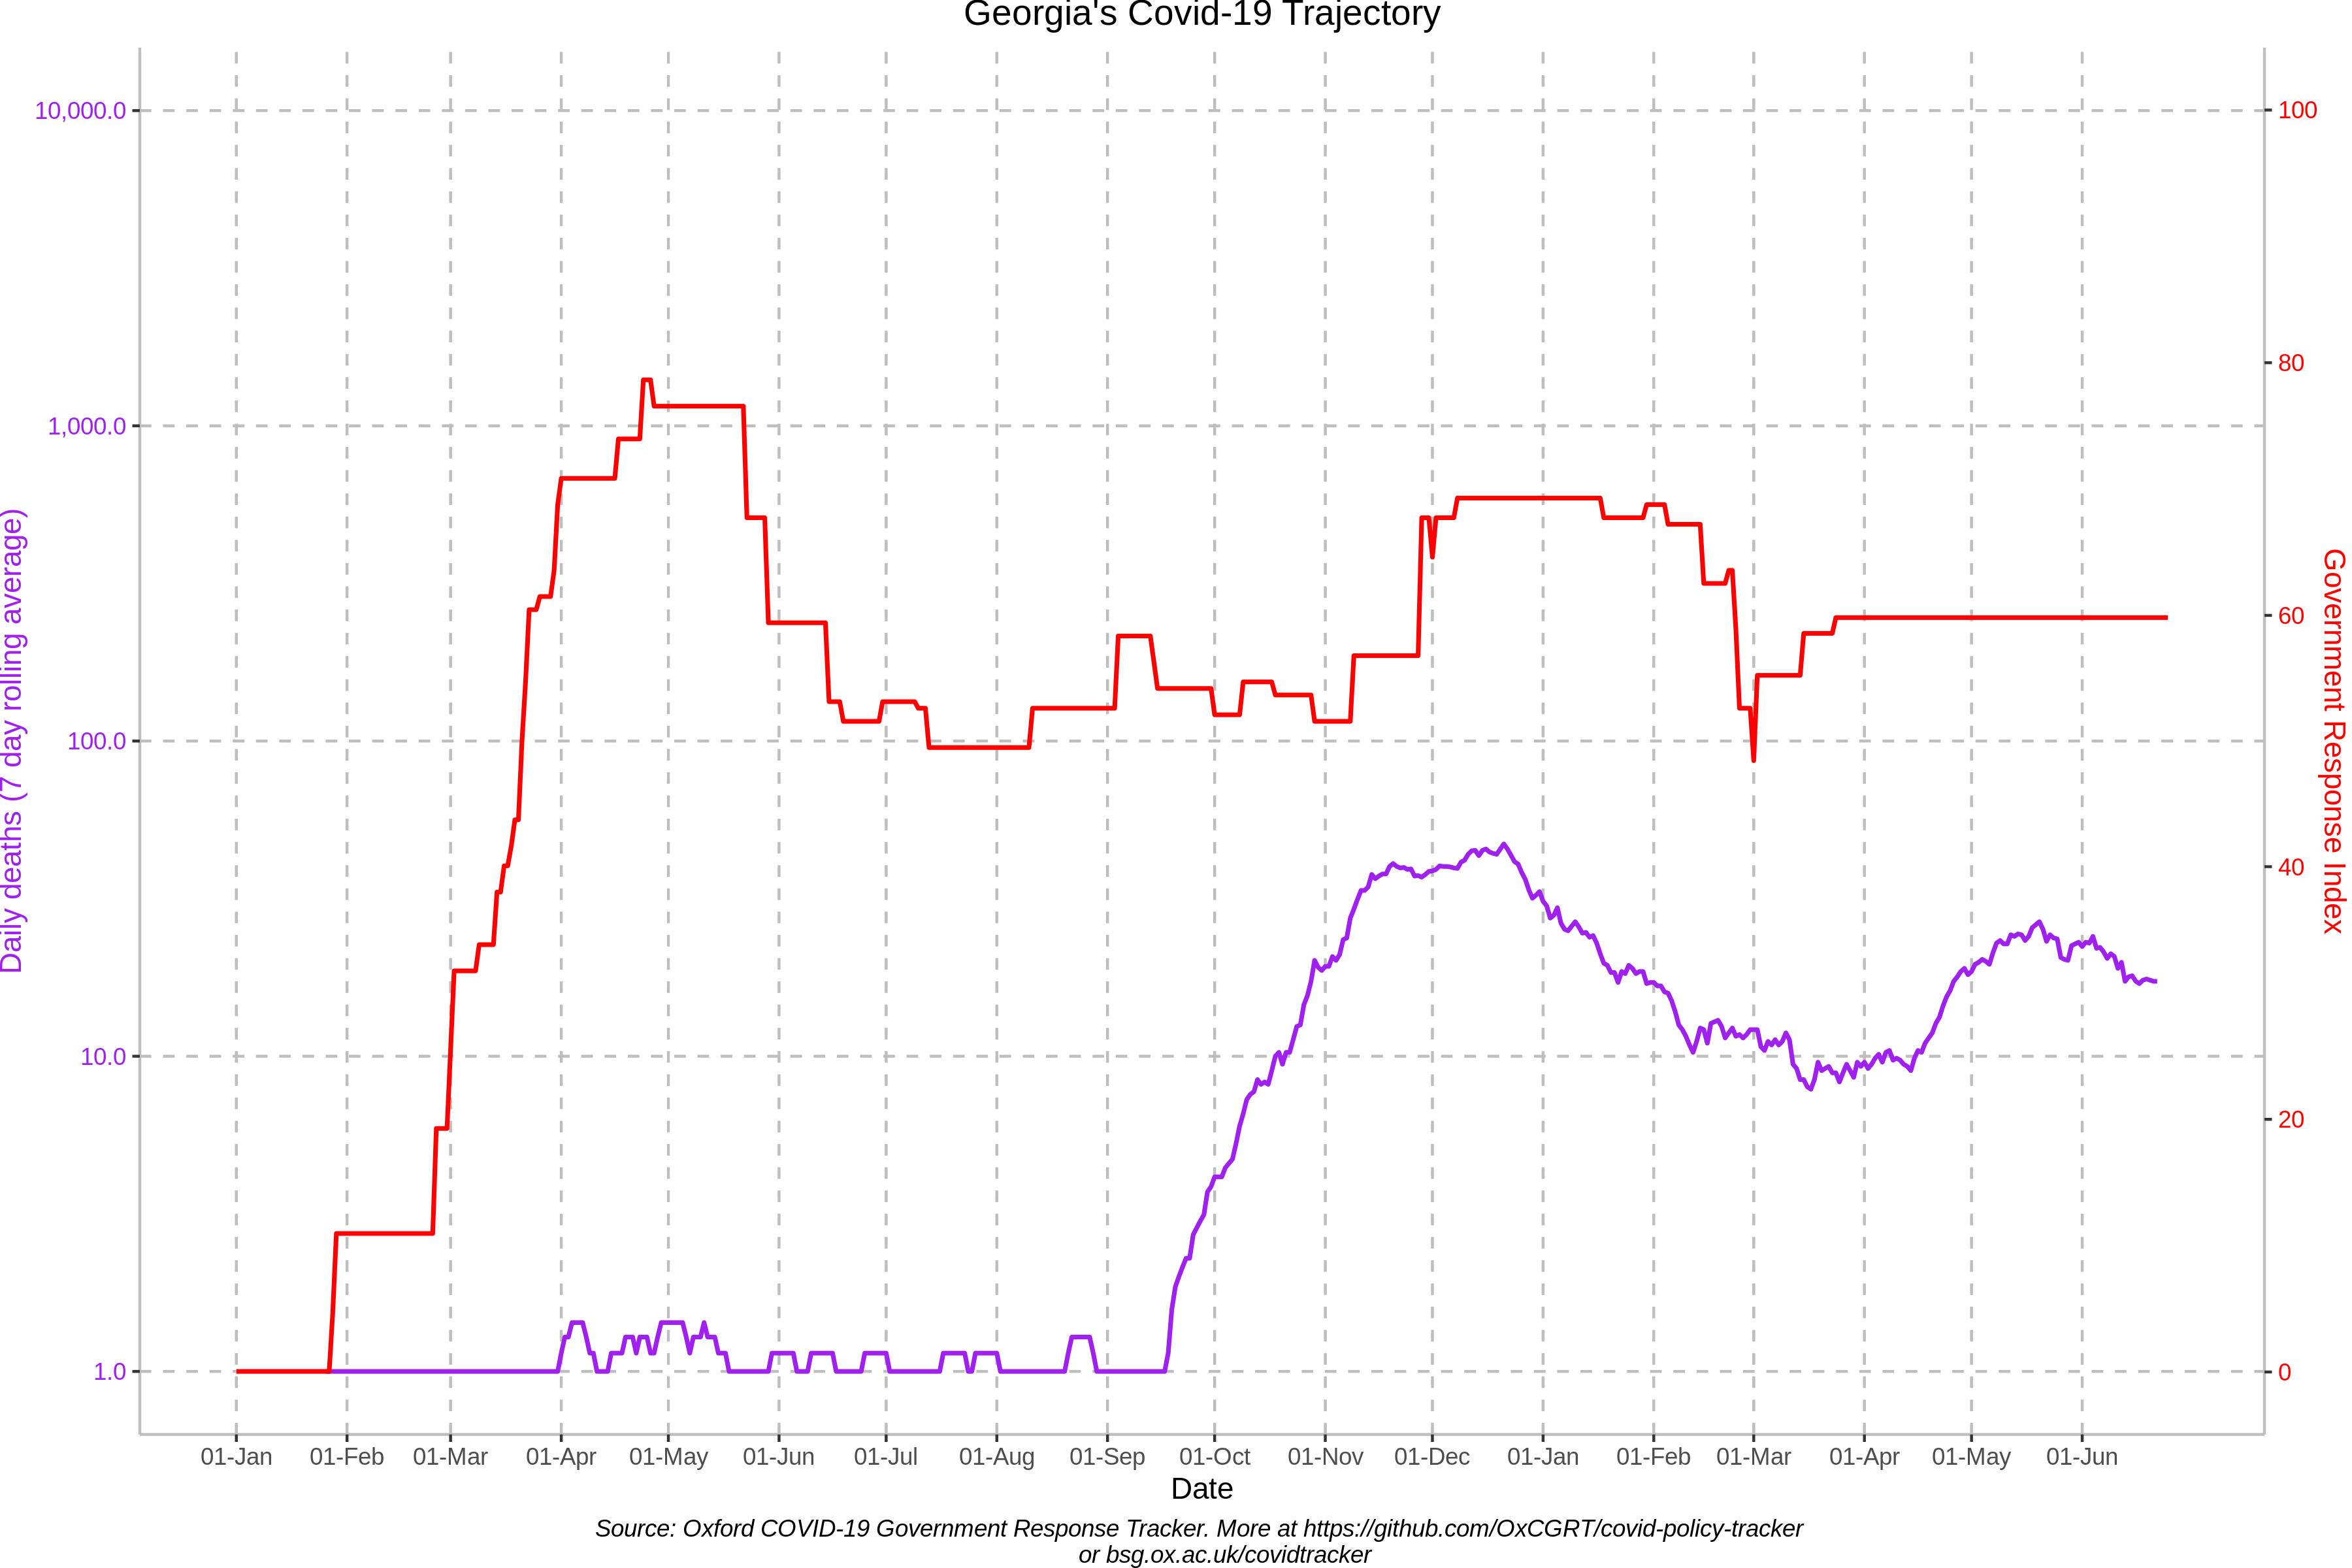 Georgia's Covid-19 Trajectory
10,000.0
1,000.0
100.0
10.0
1.0
Daily deaths (7 day rolling average)
100
80
60
40
20
0
Government Response Index
01-Jan 01-Feb 01-Mar 01-Apr 01-May 01-Jun 01-Jul 01-Aug 01-Sep 01-Oct 01-Nov 01-Dec 01-Jan 01-Feb 01-Mar 01-Apr 01-May 01-Jun
Date
Source: Oxford COVID-19 Government Response Tracker. More at https://github.com/OxCGRT/covid-policy-tracker
or bsg.ox.ac.uk/covidtracker